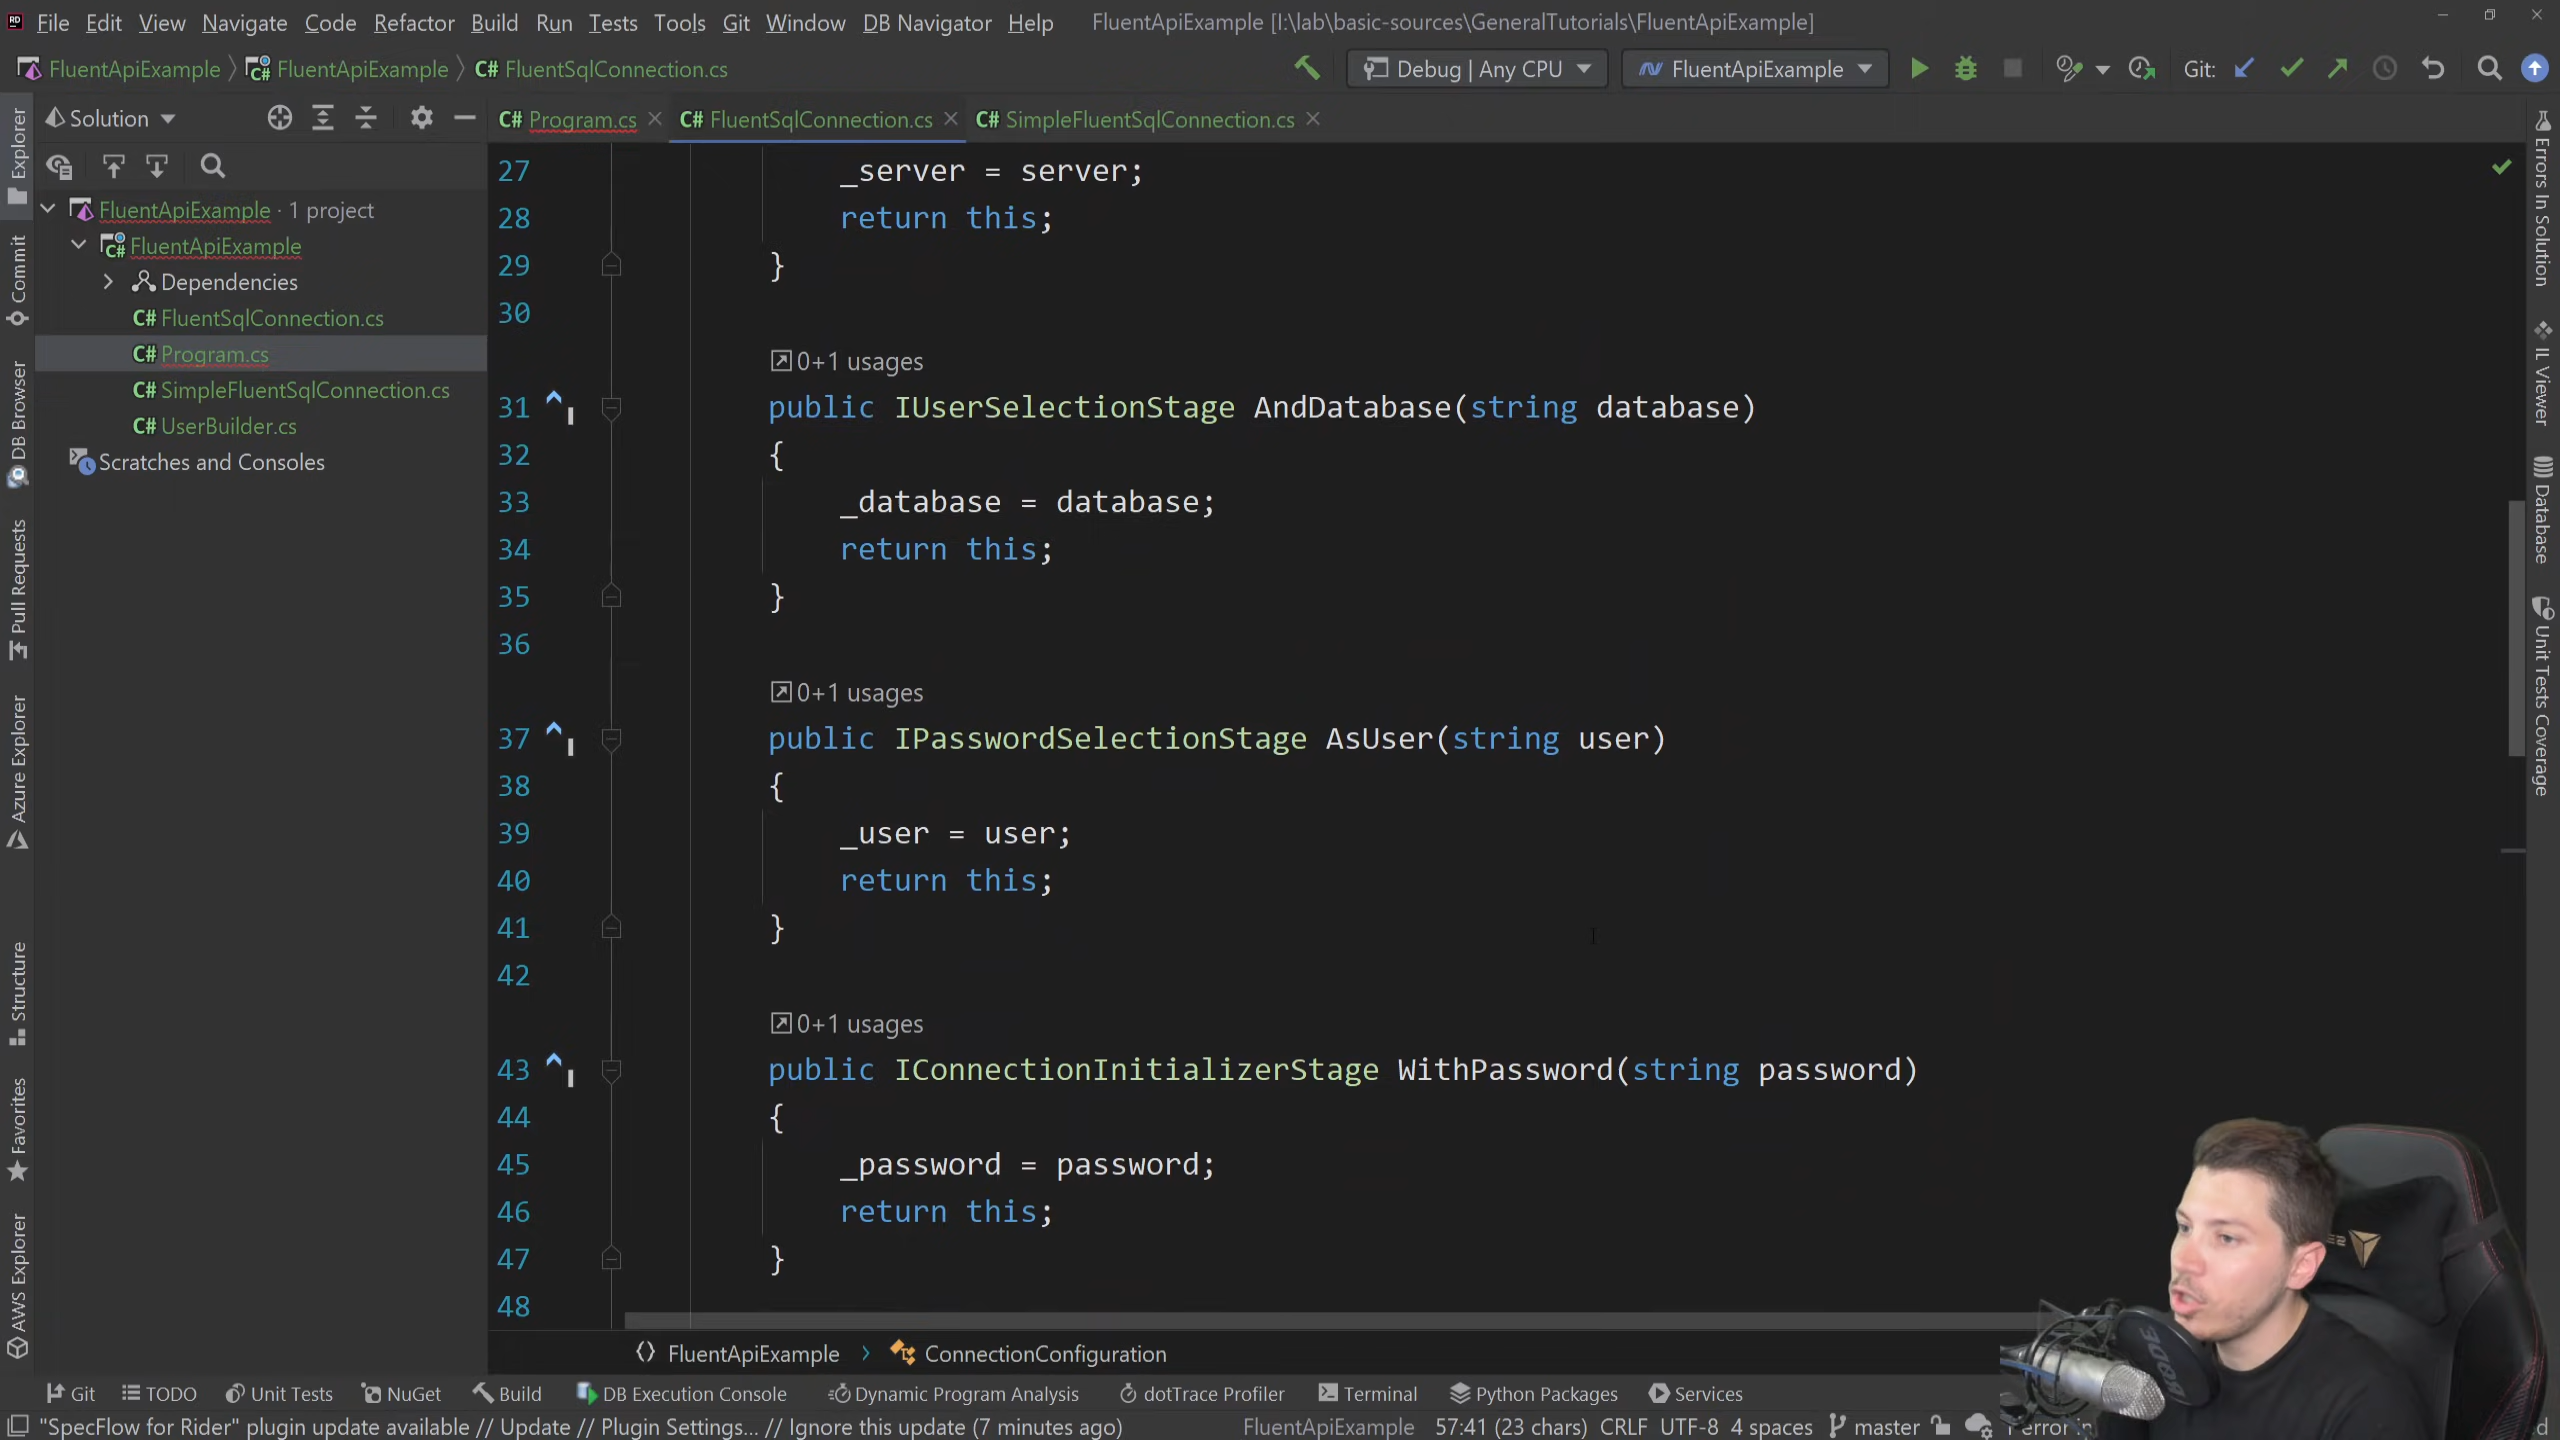 File Edit View Navigate Code Refactor Build Run Tests Tools Git Window DB Navigator Help FluentApiExample [I:\lab\basic-sources\GeneralTutorials\FluentApiExample]
FluentApiExample FluentApiExample C# FluentSqlConnection.cs Debug | Any CPU FluentApiExample Git:
Solution
C# Program.cs C# FluentSqlConnection.cs C# SimpleFluentSqlConnection.cs
FluentApiExample · 1 project
FluentApiExample
Dependencies
C# FluentSqlConnection.cs
C# Program.cs
C# SimpleFluentSqlConnection.cs
C# UserBuilder.cs
Scratches and Consoles
Explorer
Commit
DB Browser
Pull Requests
Azure Explorer
Structure
Favorites
AWS Explorer
27 _server = server;
28 return this;
29 }
30
0+1 usages
31 public IUserSelectionStage AndDatabase(string database)
32 {
33 _database = database;
34 return this;
35 }
36
0+1 usages
37 public IPasswordSelectionStage AsUser(string user)
38 {
39 _user = user;
40 return this;
41 }
42
0+1 usages
43 public IConnectionInitializerStage WithPassword(string password)
44 {
45 _password = password;
46 return this;
47 }
48
Errors In Solution
IL Viewer
Database
Unit Tests Coverage
FluentApiExample ConnectionConfiguration
Git TODO Unit Tests NuGet Build DB Execution Console Dynamic Program Analysis dotTrace Profiler Terminal Python Packages Services
"SpecFlow for Rider" plugin update available // Update // Plugin Settings... // Ignore this update (7 minutes ago) FluentApiExample 57:41 (23 chars) CRLF UTF-8 4 spaces master 1 error in
RODE